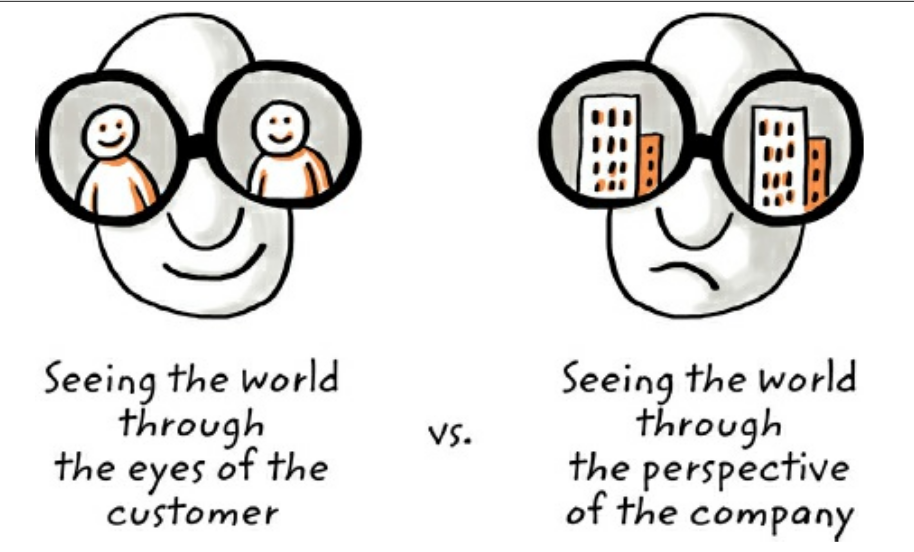 Seeing the world
through
the eyes of the
customer
vs.
Seeing the world
through
the perspective
of the company